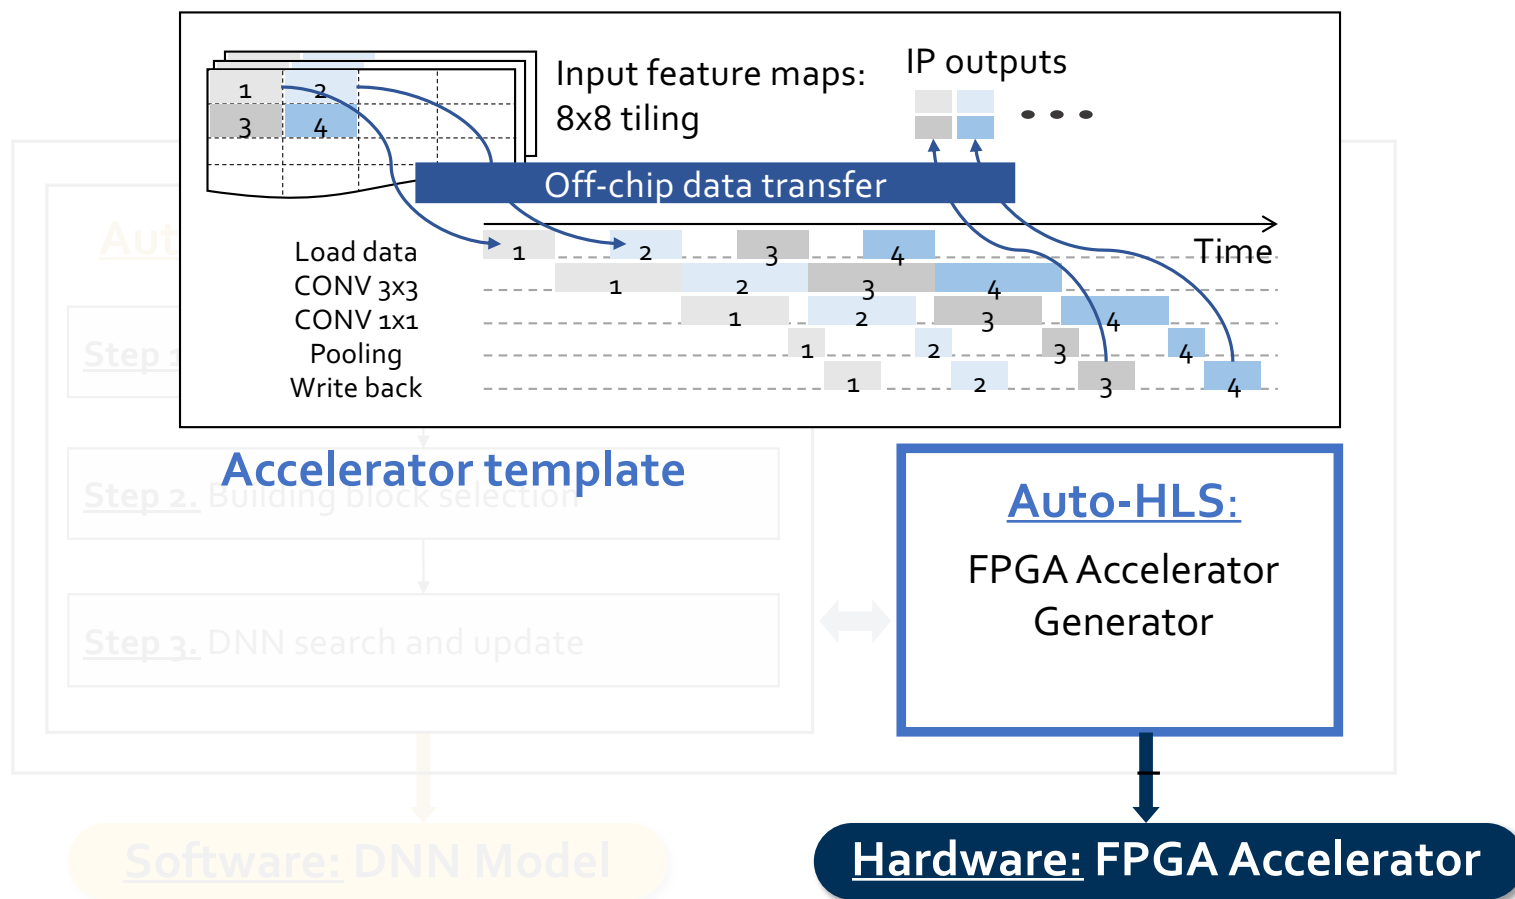 1 2
3 4
Input feature maps:
8x8 tiling
IP outputs
• • •
Off-chip data transfer
Time
Load data 1 2 3 4
CONV 3x3 1 2 3 4
CONV 1x1 1 2 3 4
Pooling 1 2 3 4
Write back 1 2 3 4
Accelerator template
Aut
Step 1
Step 2. Building block selection
Step 3. DNN search and update
Auto-HLS:
FPGA Accelerator
Generator
Software: DNN Model
Hardware: FPGA Accelerator